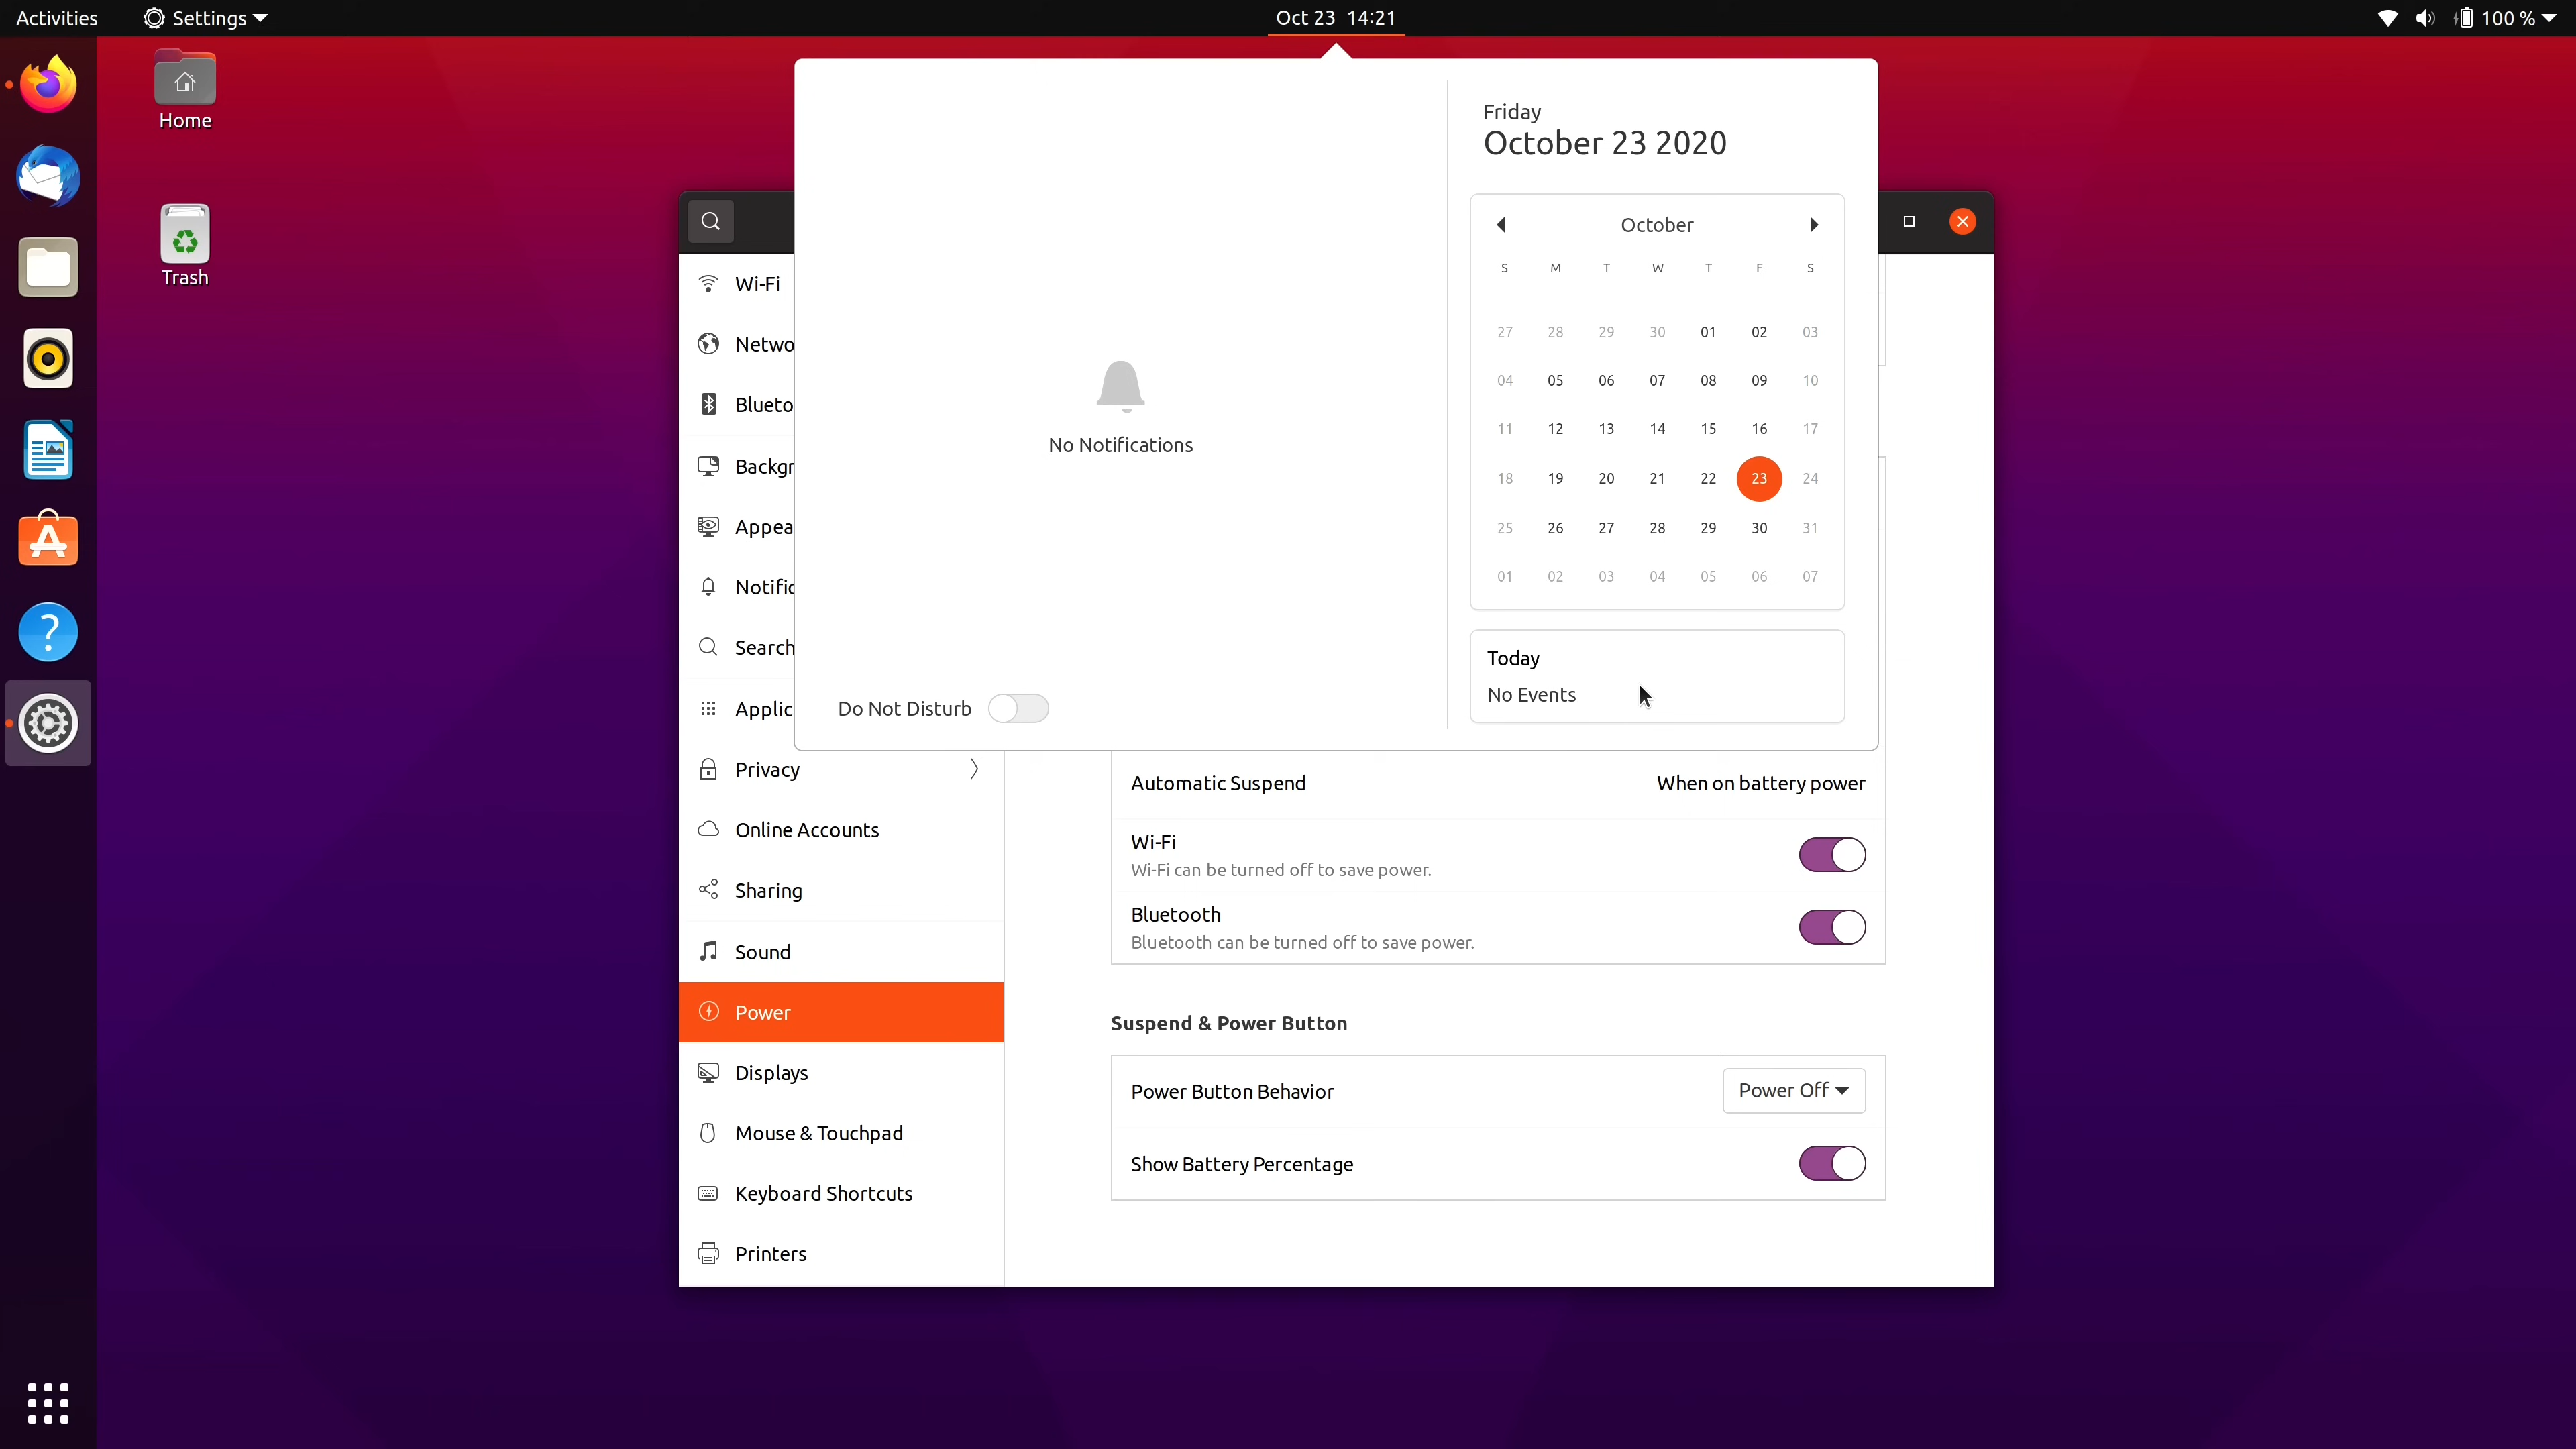 Activities Settings Oct 23 14:21 100 %
Home
Trash
Friday
October 23 2020
October
S M T W T F S
27 28 29 30 01 02 03
04 05 06 07 08 09 10
11 12 13 14 15 16 17
18 19 20 21 22 23 24
25 26 27 28 29 30 31
01 02 03 04 05 06 07
Today
No Events
No Notifications
Do Not Disturb
Wi-Fi
Netwo
Blueto
Backgr
Appea
Notific
Search
Applic
Privacy
Online Accounts
Sharing
Sound
Power
Displays
Mouse & Touchpad
Keyboard Shortcuts
Printers
Automatic Suspend When on battery power
Wi-Fi
Wi-Fi can be turned off to save power.
Bluetooth
Bluetooth can be turned off to save power.
Suspend & Power Button
Power Button Behavior Power Off
Show Battery Percentage